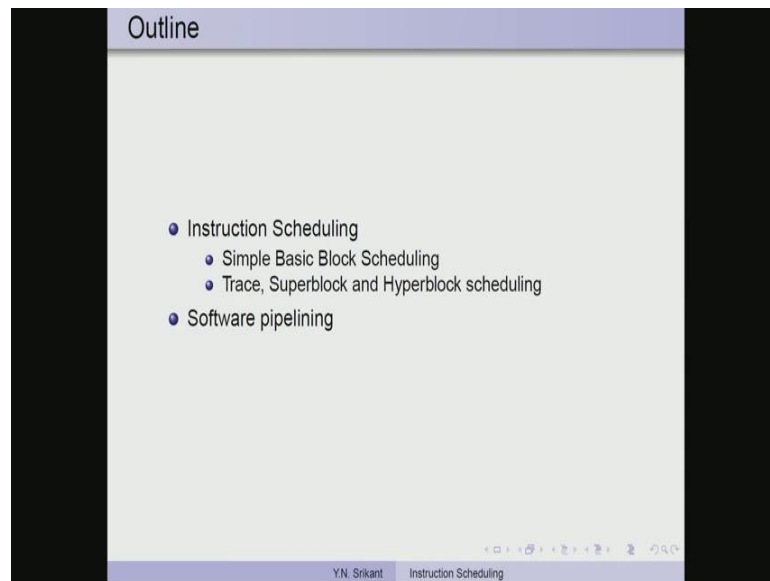 Outline
Instruction Scheduling
Simple Basic Block Scheduling
Trace, Superblock and Hyperblock scheduling
Software pipelining
Y.N. Srikant Instruction Scheduling